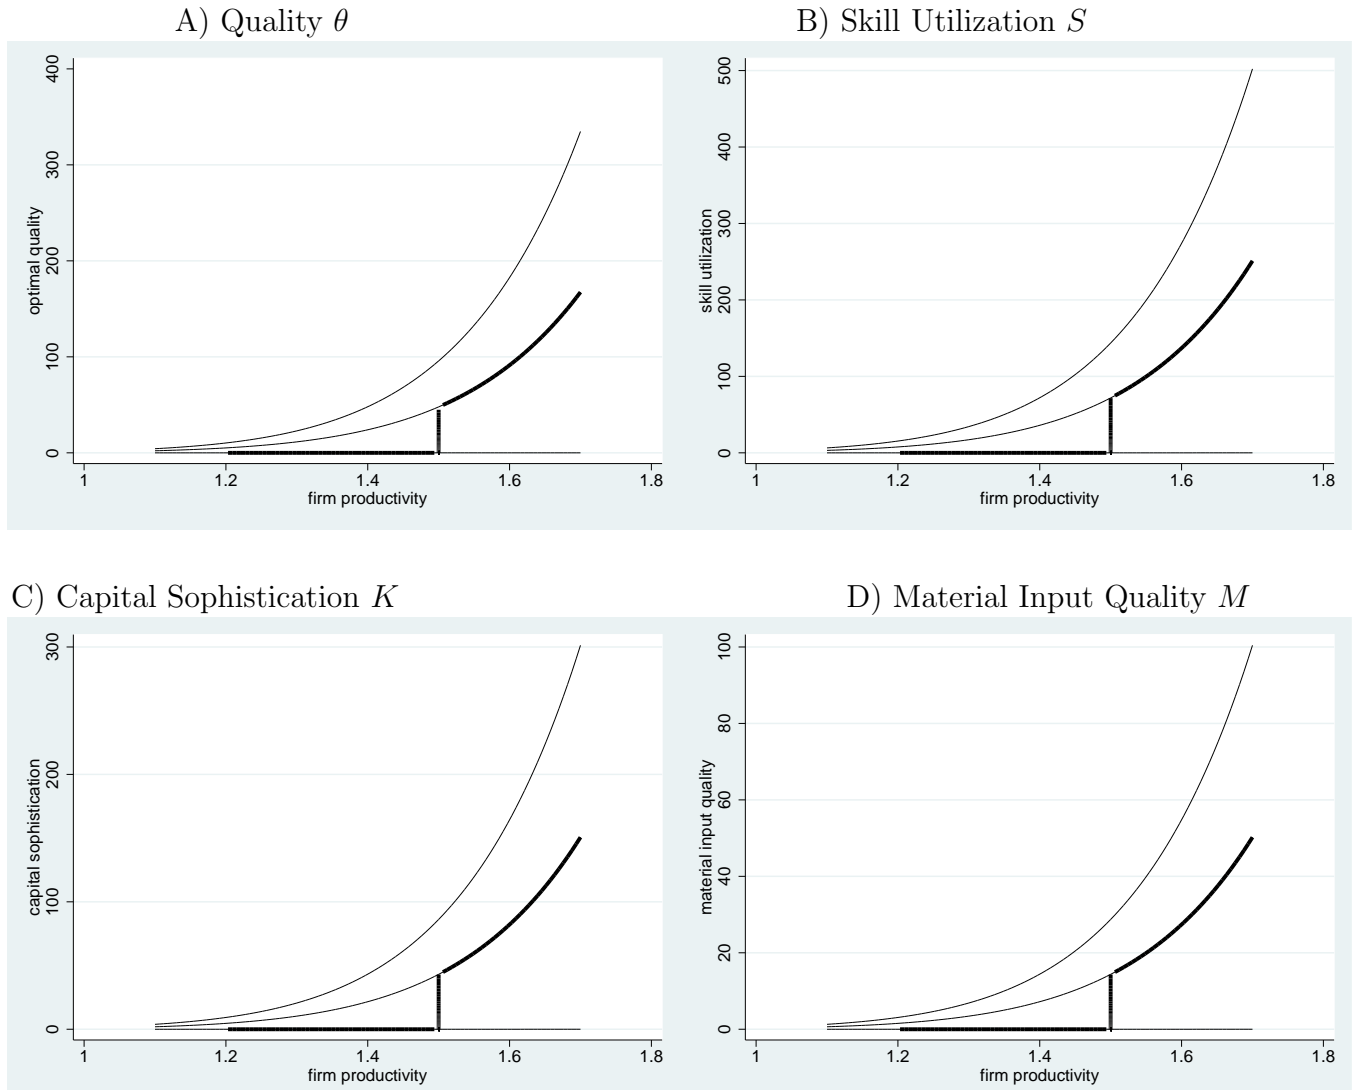 A) Quality θ
B) Skill Utilization S
400
300
200
100
0
optimal quality
1 1.2 1.4 1.6 1.8
firm productivity
500
400
300
200
100
0
skill utilization
1 1.2 1.4 1.6 1.8
firm productivity
C) Capital Sophistication K
D) Material Input Quality M
300
200
100
0
capital sophistication
1 1.2 1.4 1.6 1.8
firm productivity
100
80
60
40
20
0
material input quality
1 1.2 1.4 1.6 1.8
firm productivity